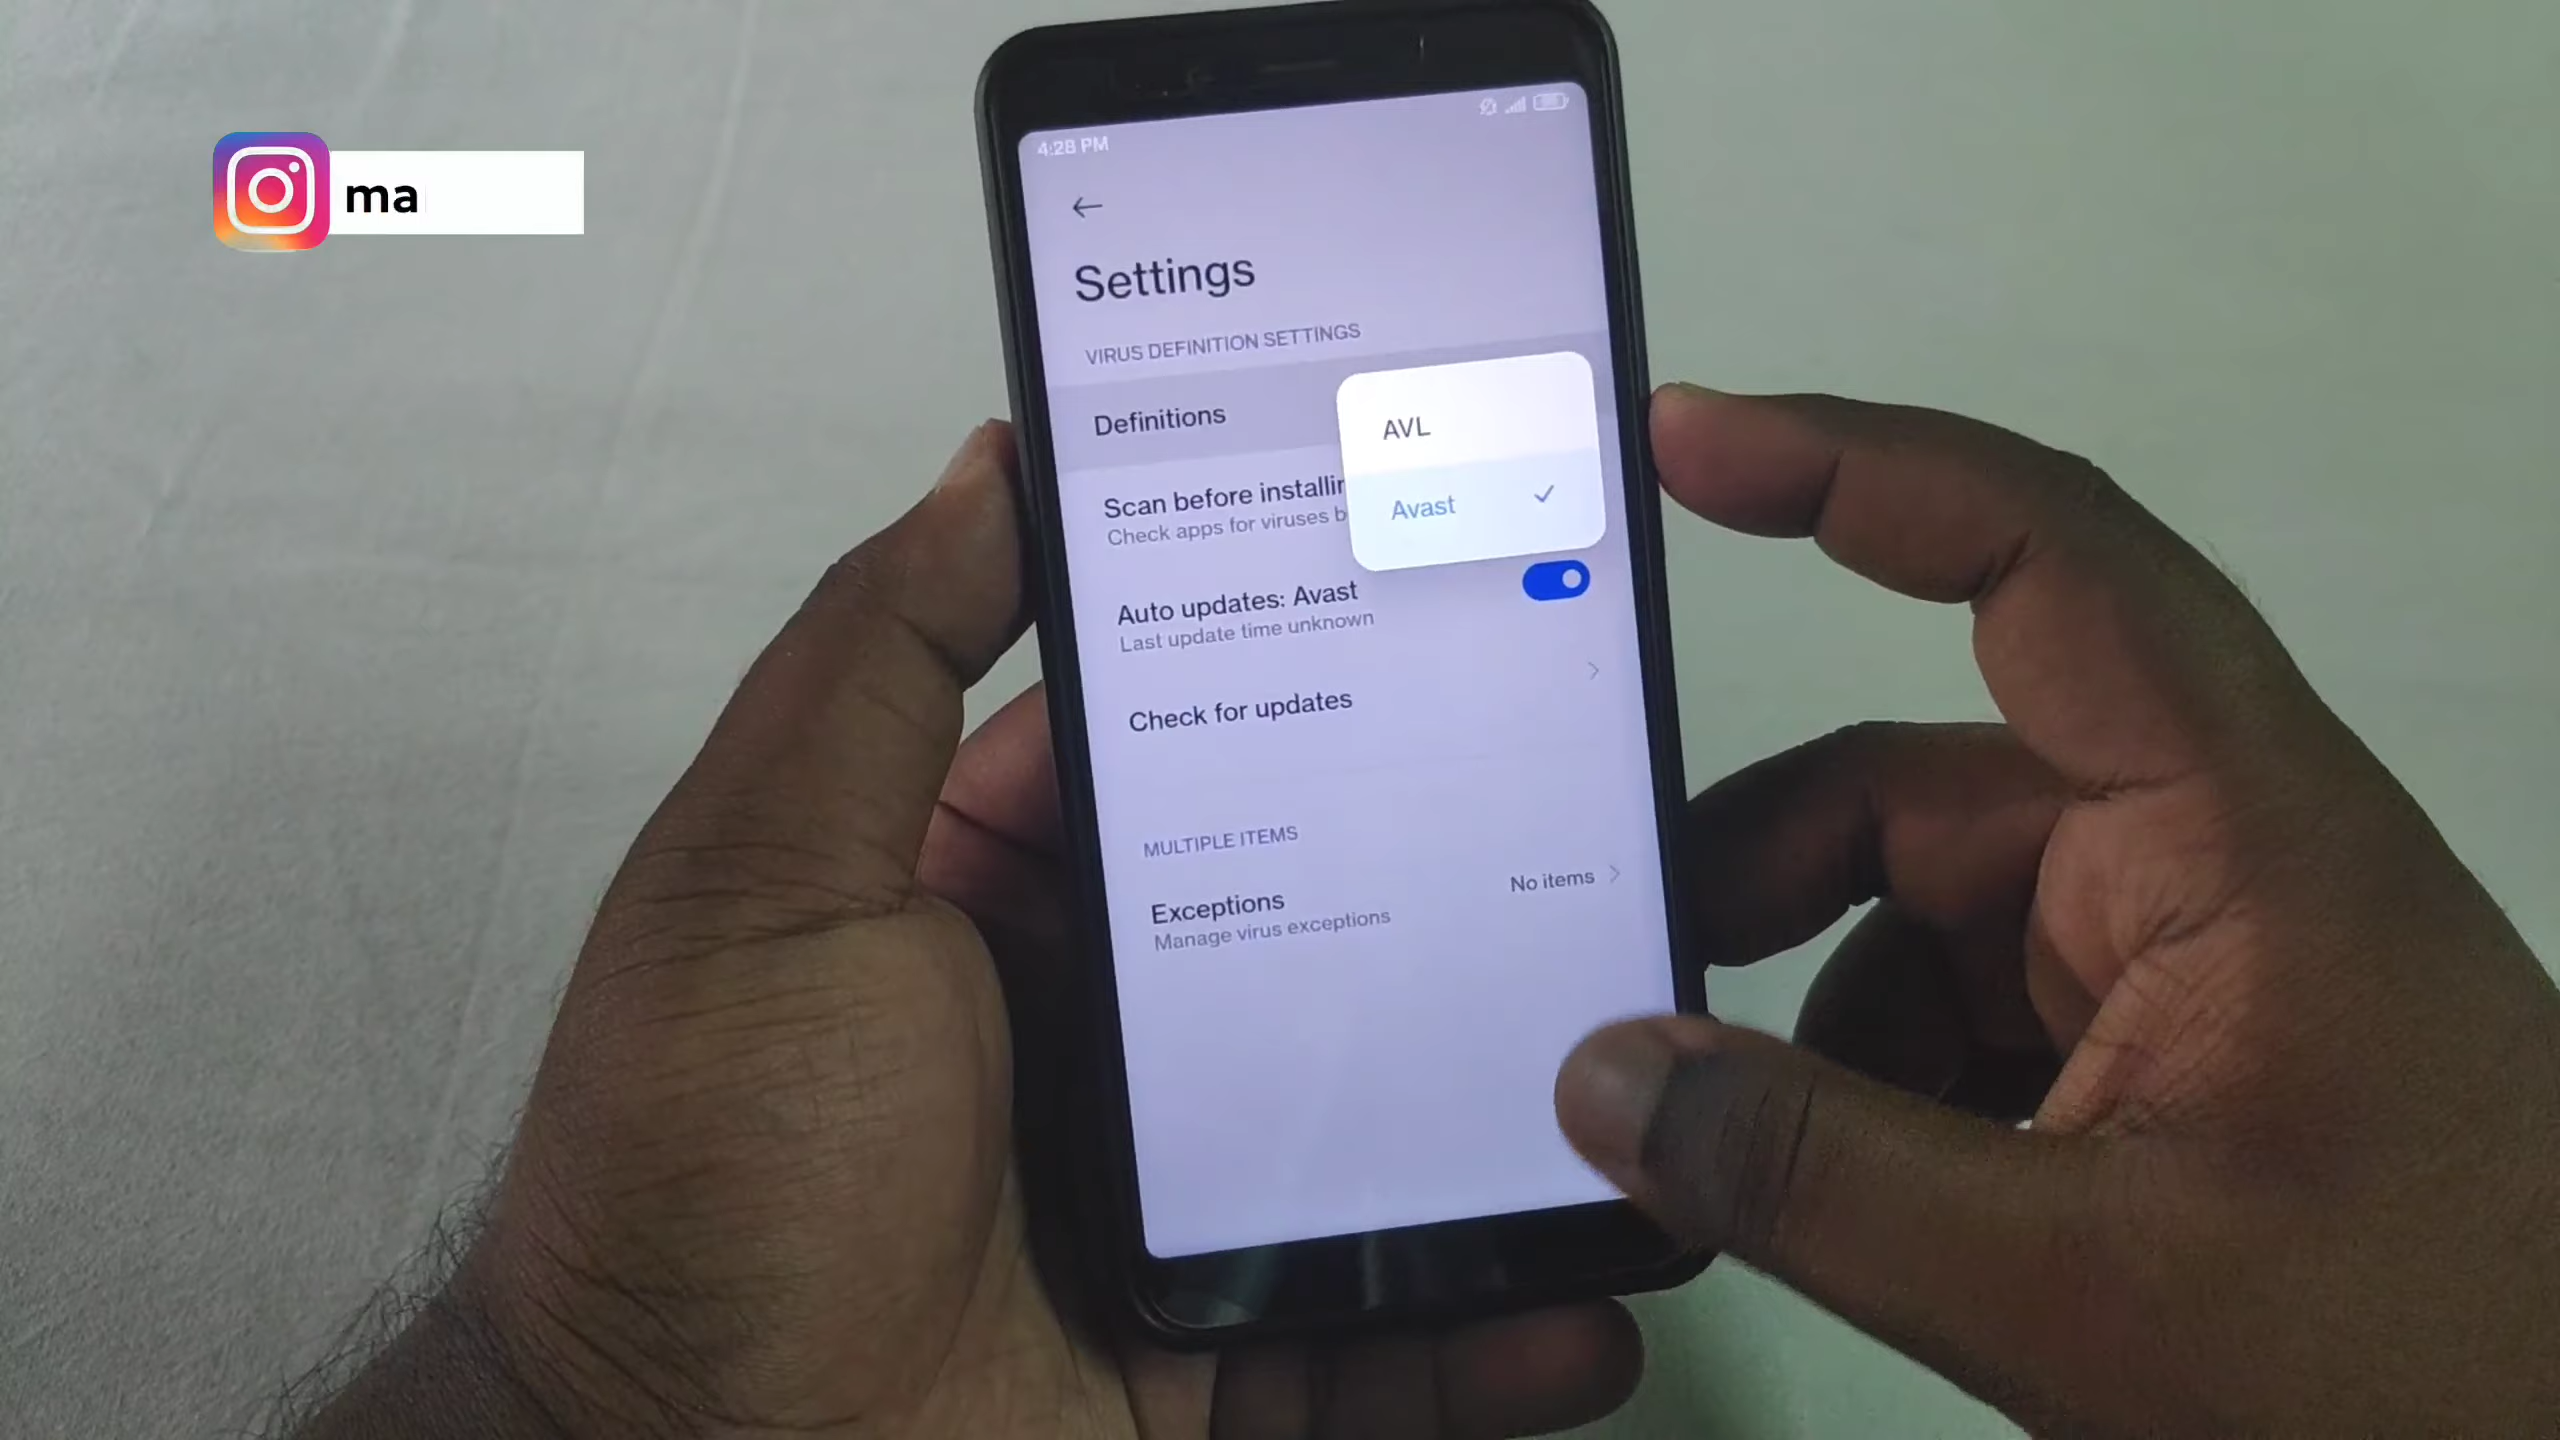 ma
4:28 PM
Settings
VIRUS DEFINITION SETTINGS
Definitions
AVL
Avast
Scan before installin
Check apps for viruses b
Auto updates: Avast
Last update time unknown
Check for updates
MULTIPLE ITEMS
Exceptions
No items
Manage virus exceptions